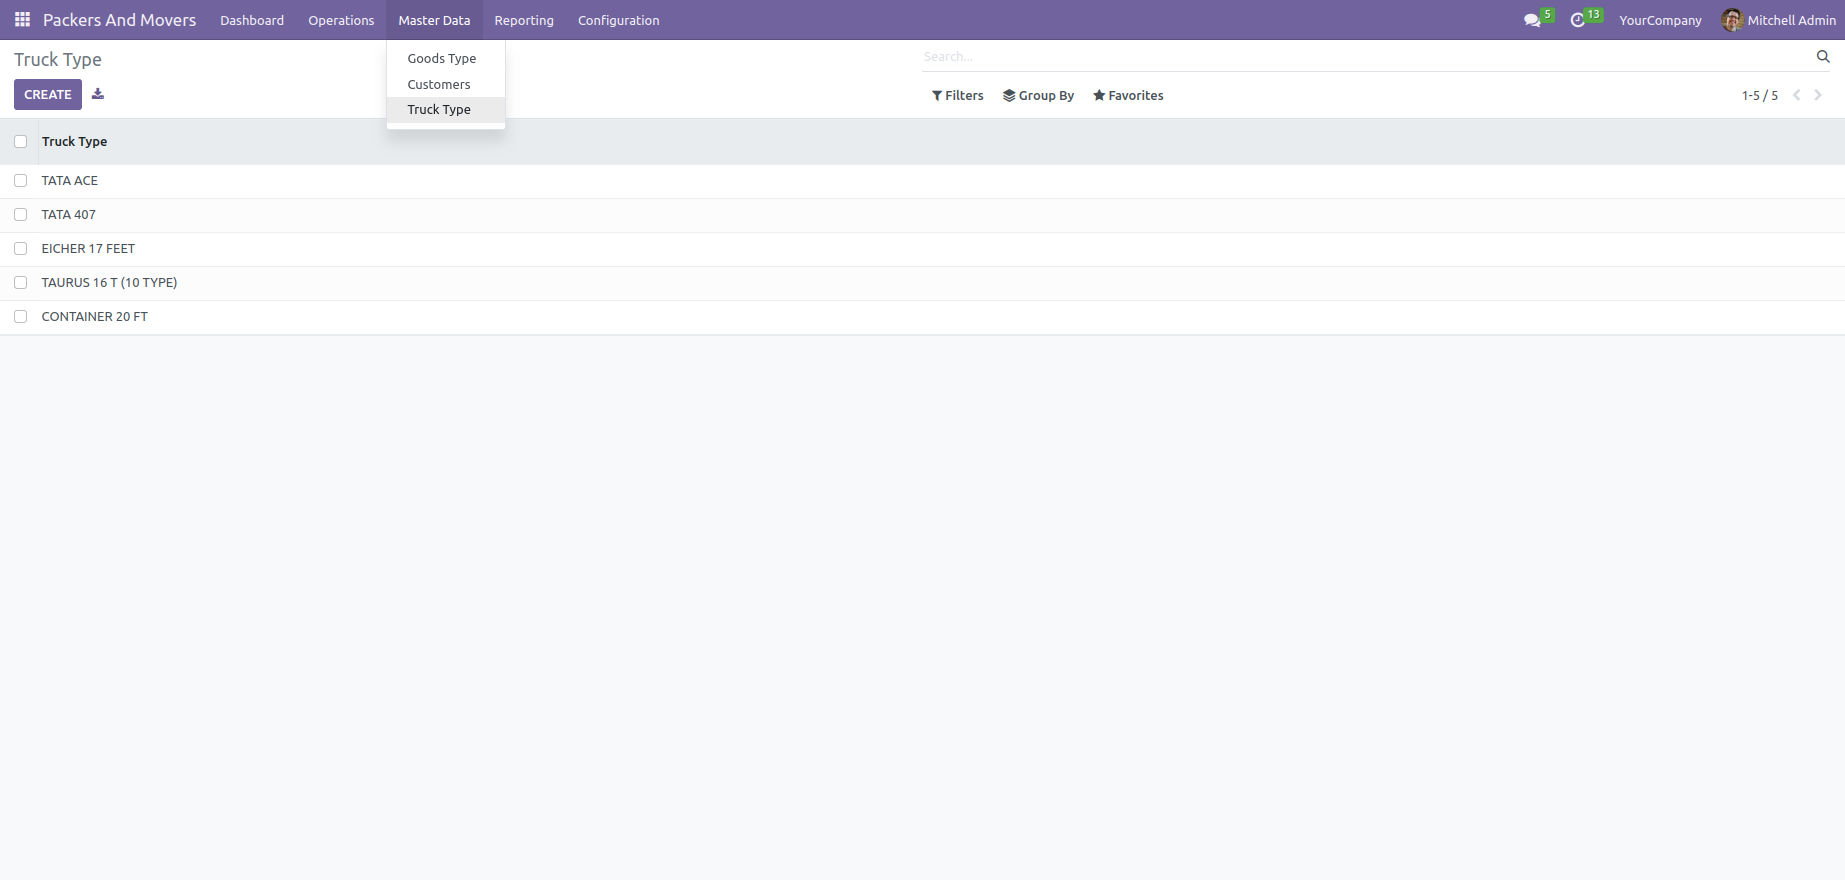 Packers And Movers Dashboard Operations Master Data Reporting Configuration 5 13 YourCompany Mitchell Admin
Truck Type
Goods Type
Customers
Truck Type
Search...
CREATE
Filters Group By Favorites 1-5 / 5
Truck Type
TATA ACE
TATA 407
EICHER 17 FEET
TAURUS 16 T (10 TYPE)
CONTAINER 20 FT